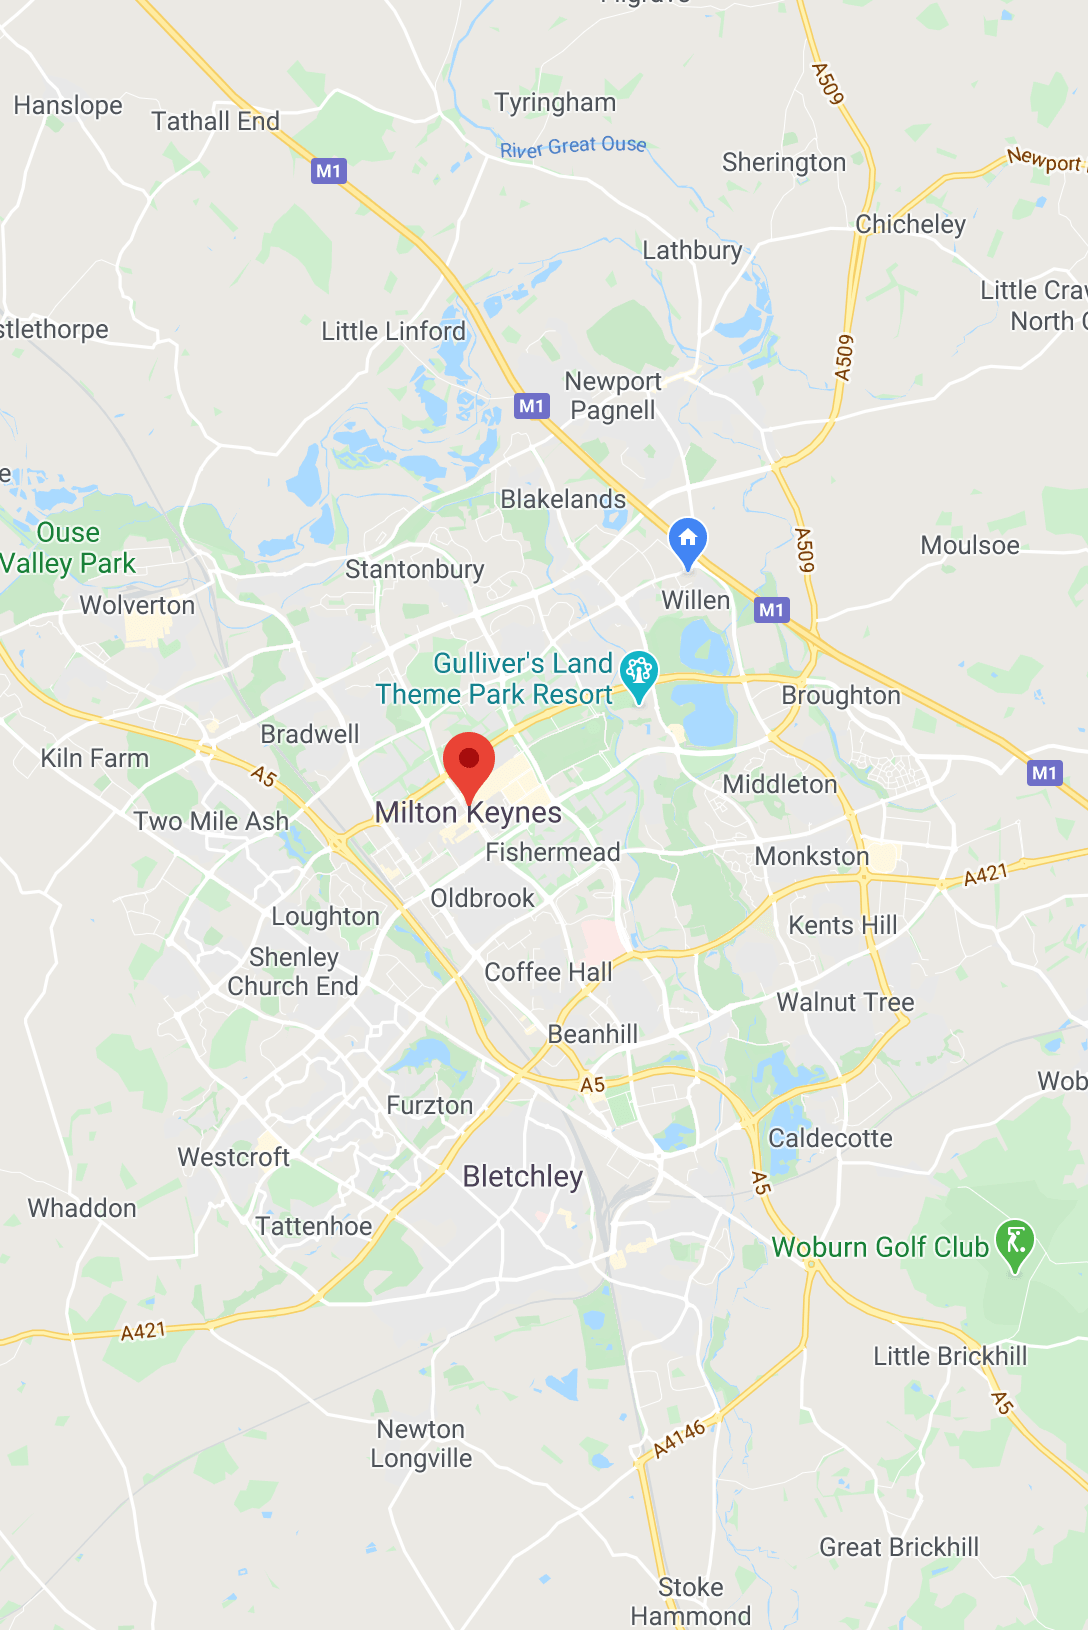 Tyringham
A509
Hanslope
Tathall End
River Great Ouse
Sherington
Newport
M1
Chicheley
Lathbury
Little Linford
North
A509
Newport
Pagnell
M1
Blakelands
Ouse
Valley Park
A509
Moulsoe
Stantonbury
Wolverton
Willen
M1
Gulliver's Land
Theme Park Resort
Broughton
Bradwell
Kiln Farm
A5
M1
Middleton
Milton Keynes
Two Mile Ash
Fishermead
Monkston
A421
Oldbrook
Loughton
Kents Hill
Shenley
Church End
Coffee Hall
Walnut Tree
Beanhill
A5
Furzton
Caldecotte
Westcroft
Bletchley
A5
Whaddon
Tattenhoe
Woburn Golf Club
A421
Little Brickhill
A5
Newton
Longville
A4146
Great Brickhill
Stoke
Hammond